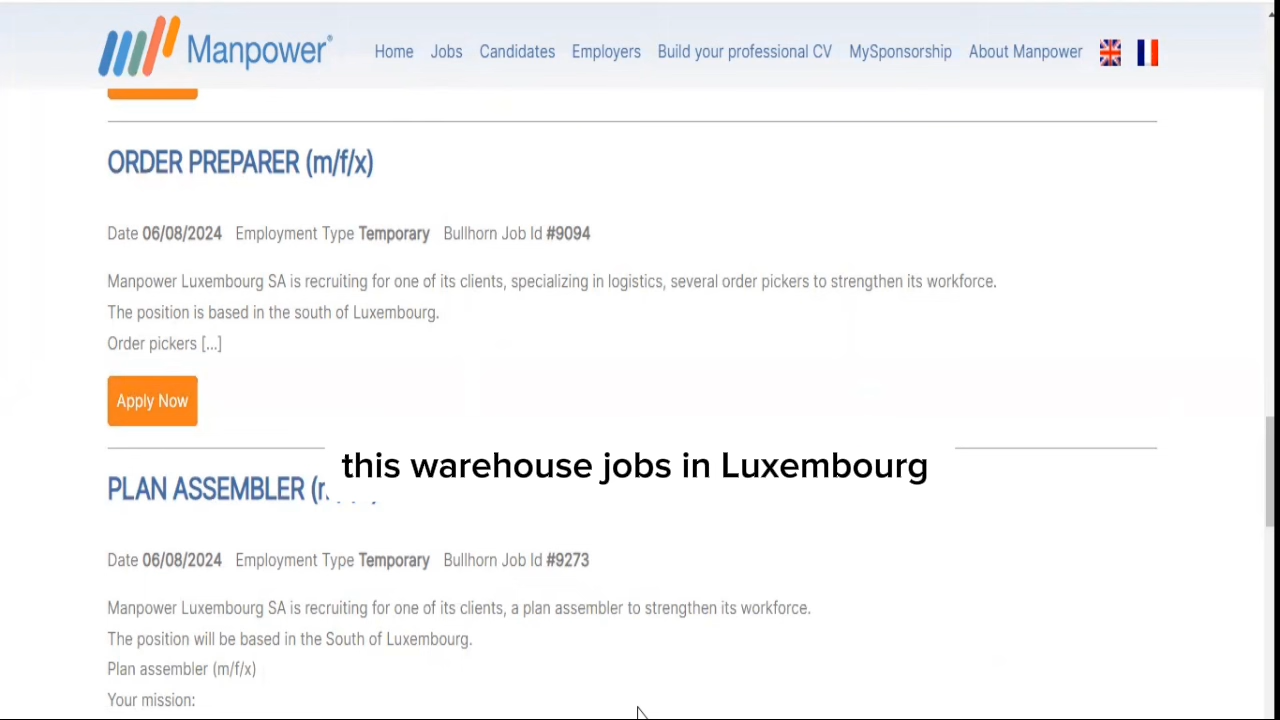 Manpower®
Home Jobs Candidates Employers Build your professional CV MySponsorship About Manpower
ORDER PREPARER (m/f/x)
Date 06/08/2024 Employment Type Temporary Bullhorn Job Id #9094
Manpower Luxembourg SA is recruiting for one of its clients, specializing in logistics, several order pickers to strengthen its workforce.
The position is based in the south of Luxembourg.
Order pickers [...]
Apply Now
this warehouse jobs in Luxembourg
PLAN ASSEMBLER
Date 06/08/2024 Employment Type Temporary Bullhorn Job Id #9273
Manpower Luxembourg SA is recruiting for one of its clients, a plan assembler to strengthen its workforce.
The position will be based in the South of Luxembourg.
Plan assembler (m/f/x)
Your mission: